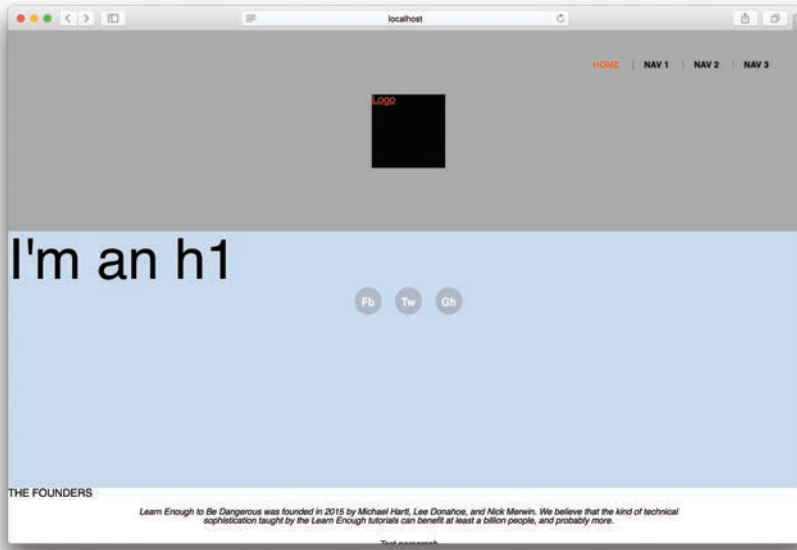 localhost
HOME | NAV 1 | NAV 2 | NAV 3
Logo
I'm an h1
Fb Tw Gh
THE FOUNDERS
Learn Enough to Be Dangerous was founded in 2015 by Michael Hartl, Lee Donahoe, and Nick Merwin. We believe that the kind of technical
sophistication taught by the Learn Enough tutorials can benefit at least a billion people, and probably more.